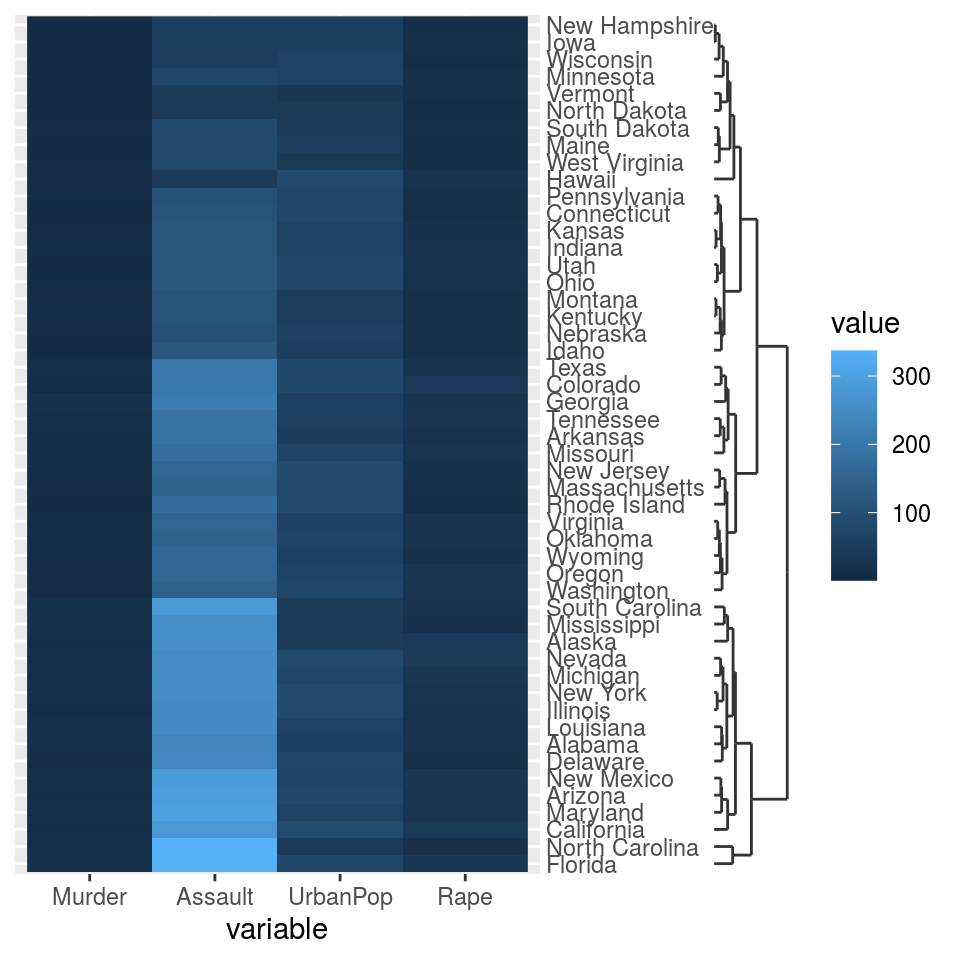 New Hampshire
Iowa
Wisconsin
Minnesota
Vermont
North Dakota
South Dakota
Maine
West Virginia
Hawaii
Pennsylvania
Connecticut
Kansas
Indiana
Utah
Ohio
Montana
Kentucky
Nebraska
Idaho
Texas
Colorado
Georgia
Tennessee
Arkansas
Missouri
New Jersey
Massachusetts
Rhode Island
Virginia
Oklahoma
Wyoming
Oregon
Washington
South Carolina
Mississippi
Alaska
Nevada
Michigan
New York
Illinois
Louisiana
Alabama
Delaware
New Mexico
Arizona
Maryland
California
North Carolina
Florida
value
300
200
100
Murder Assault UrbanPop Rape
variable